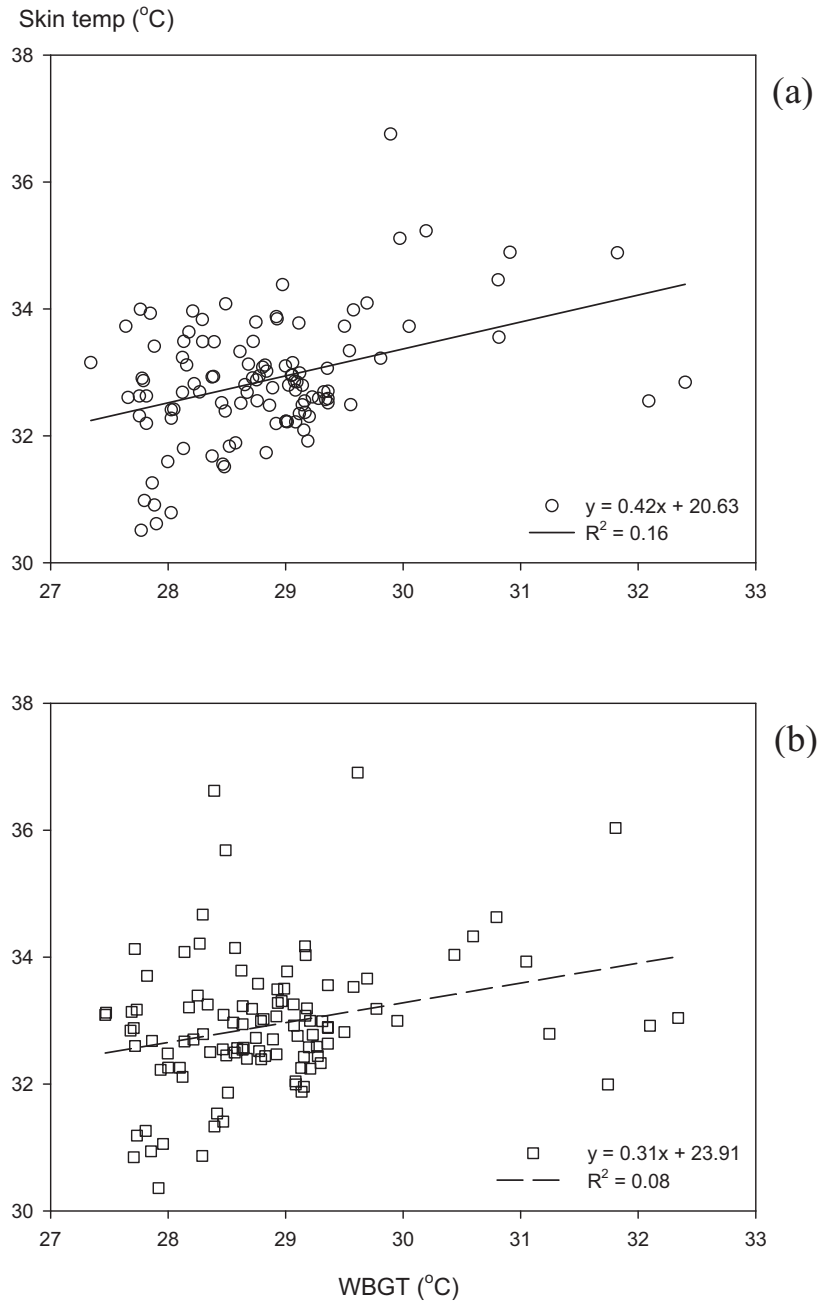 Skin temp (°C)
38
(a)
36
34
32
y = 0.42x + 20.63
R² = 0.16
30
27 28 29 30 31 32 33
38
(b)
36
34
32
y = 0.31x + 23.91
R² = 0.08
30
27 28 29 30 31 32 33
WBGT (°C)